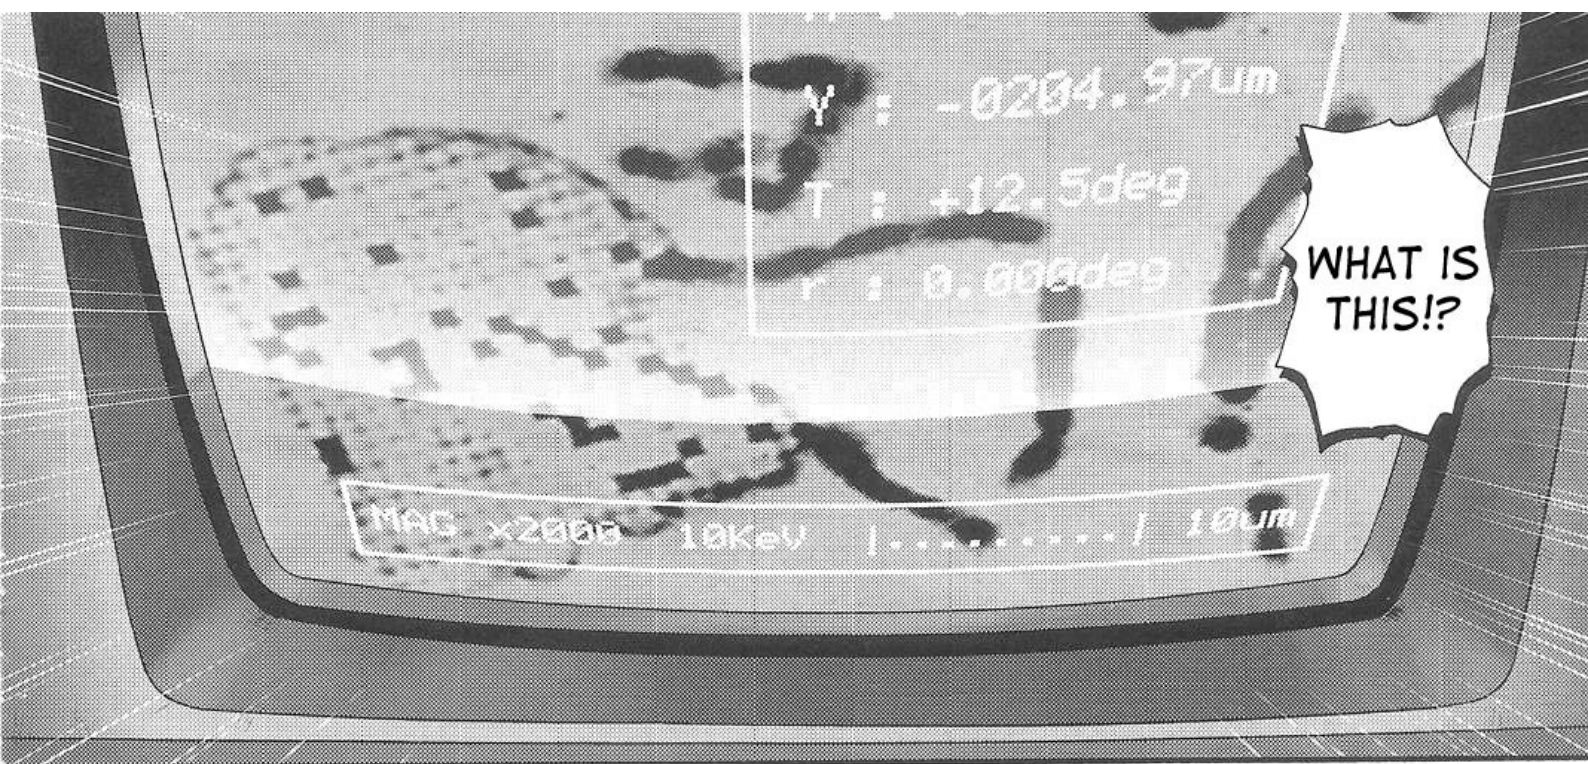 Y : -0204.97um
T : +12.5deg
r : 0.000deg
WHAT IS
THIS!?
MAG x2000 10KeV |.........| 10um